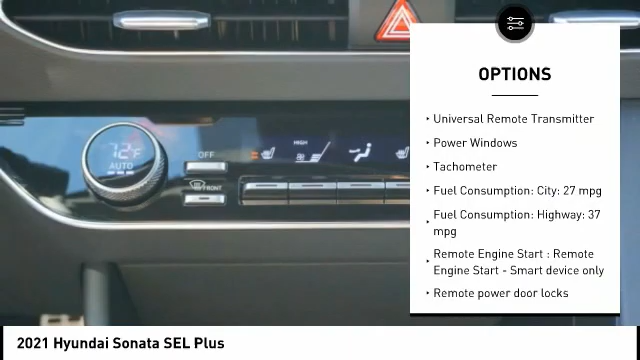 OPTIONS
Universal Remote Transmitter
Power Windows
Tachometer
Fuel Consumption: City: 27 mpg
Fuel Consumption: Highway: 37
mpg
Remote Engine Start : Remote
Engine Start - Smart device only
Remote power door locks
72°F
AUTO
OFF
FRONT
HIGH
2021 Hyundai Sonata SEL Plus